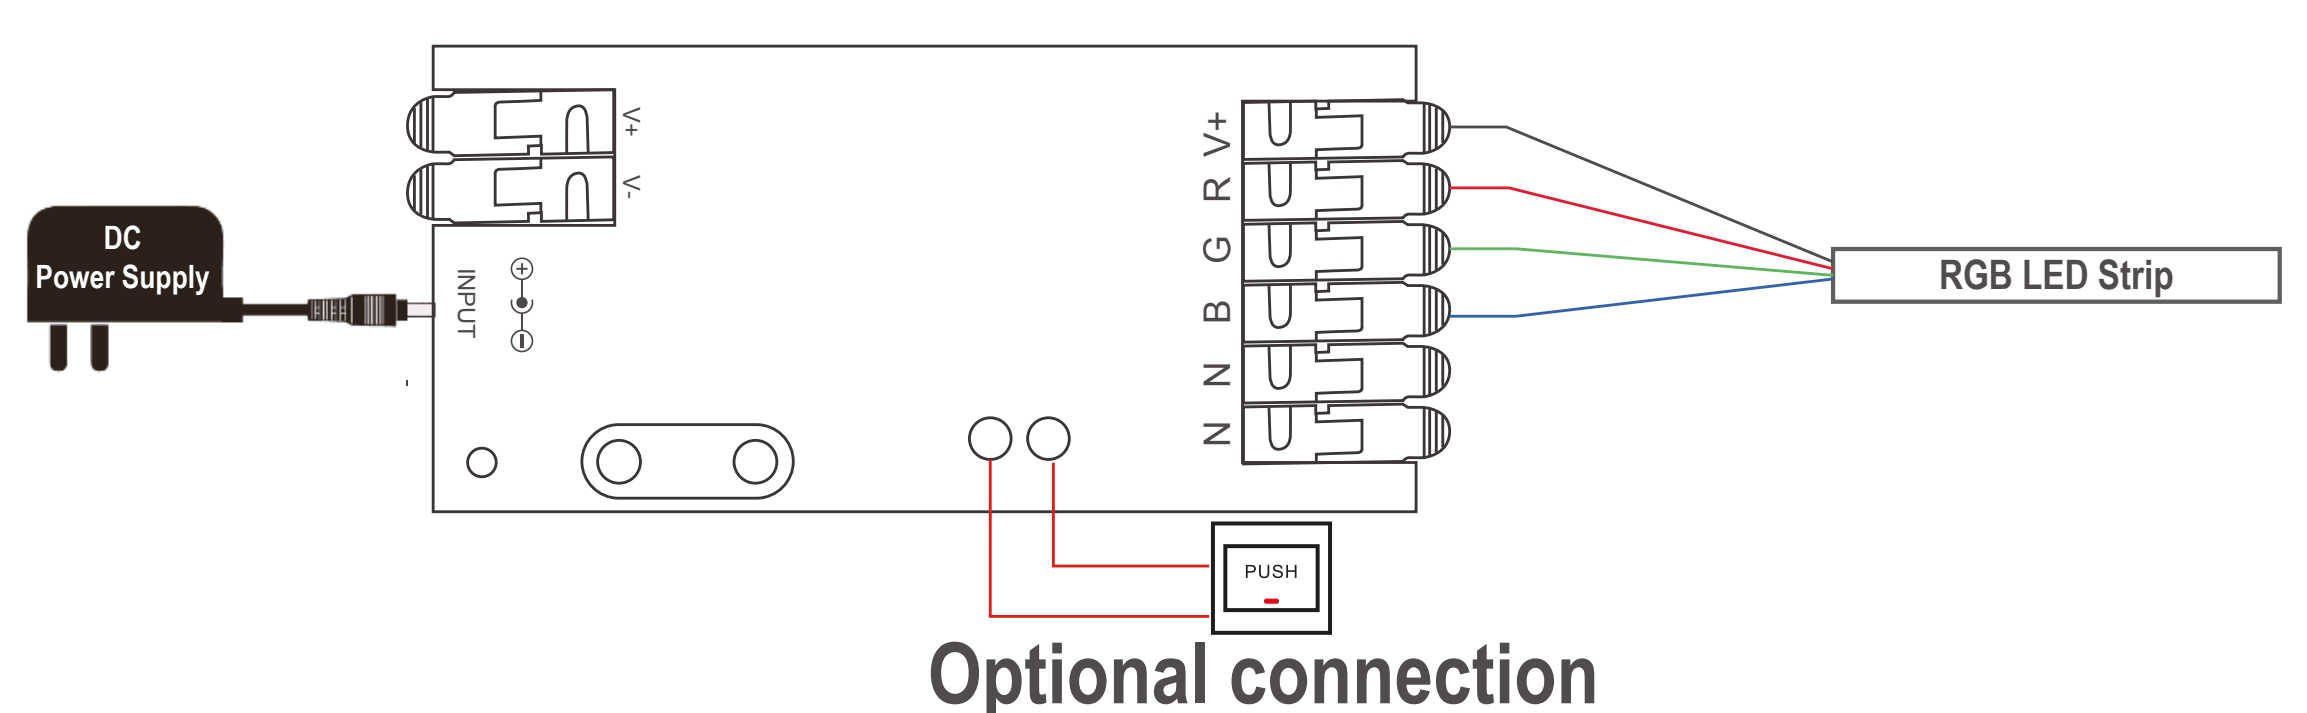 DC
Power Supply
V+
V-
INPUT
V+
R
G
B
N
N
RGB LED Strip
PUSH
Optional connection